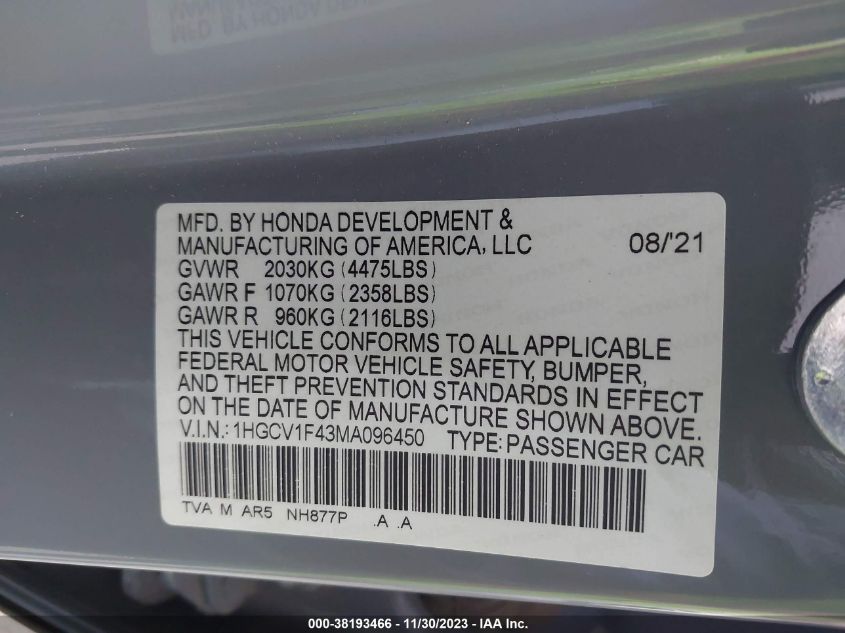 MFD. BY HONDA DEVELOPMENT &
MANUFACTURING OF AMERICA, LLC 08/'21
GVWR 2030KG (4475LBS)
GAWR F 1070KG (2358LBS)
GAWR R 960KG (2116LBS)
THIS VEHICLE CONFORMS TO ALL APPLICABLE
FEDERAL MOTOR VEHICLE SAFETY, BUMPER,
AND THEFT PREVENTION STANDARDS IN EFFECT
ON THE DATE OF MANUFACTURE SHOWN ABOVE.
V.I.N.: 1HGCV1F43MA096450 TYPE: PASSENGER CAR
TVA M AR5 NH877P .A .A
000-38193466 - 11/30/2023 - IAA Inc.